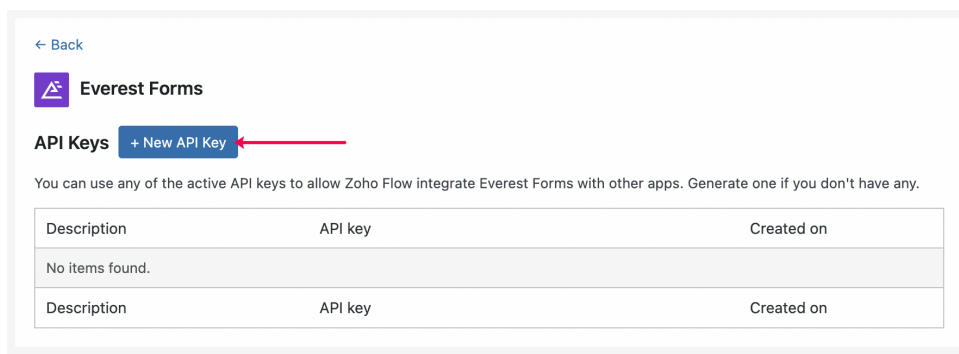 ← Back
Everest Forms
API Keys + New API Key
You can use any of the active API keys to allow Zoho Flow integrate Everest Forms with other apps. Generate one if you don't have any.
Description API key Created on
No items found.
Description API key Created on